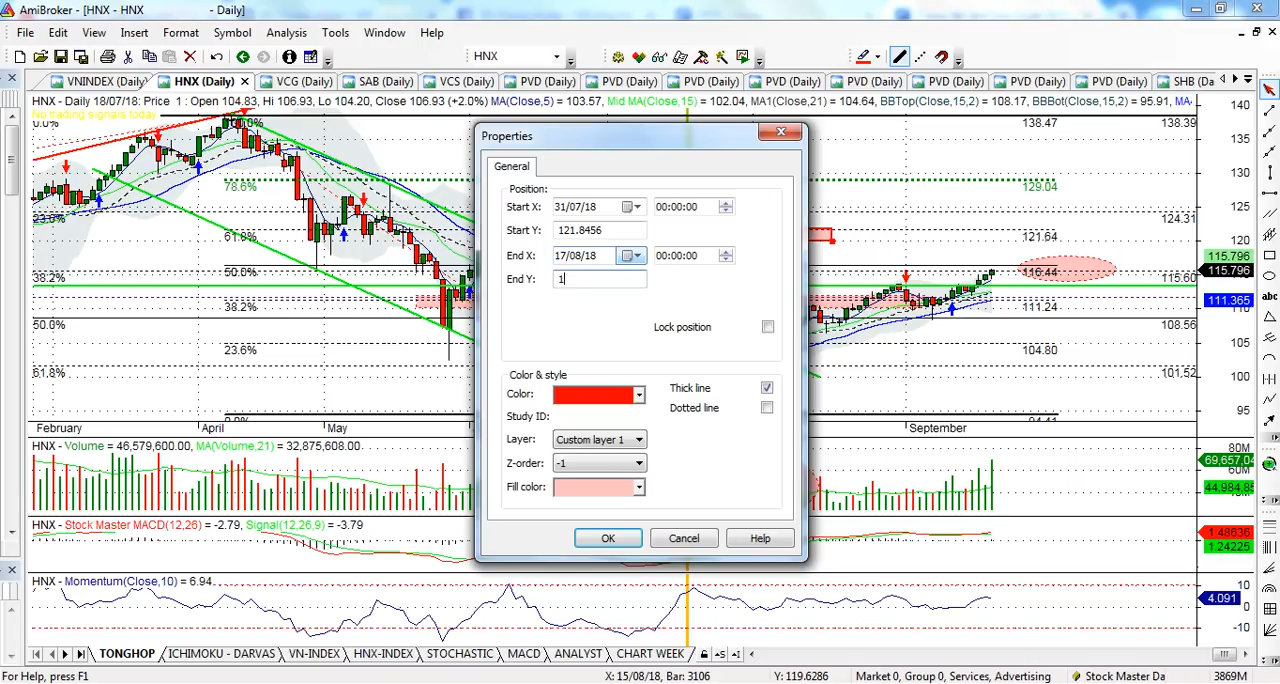 AmiBroker - [HNX - HNX - Daily]
File Edit View Insert Format Symbol Analysis Tools Window Help
HNX
VNINDEX (Daily) HNX (Daily) VCG (Daily) SAB (Daily) VCS (Daily) PVD (Daily) PVD (Daily) PVD (Daily) PVD (Daily) PVD (Daily) PVD (Daily) PVD (Daily) PVD (Daily) SHB (Da
HNX - Daily 18/07/18: Price 1 : Open 104.83, Hi 106.93, Lo 104.20, Close 106.93 (+2.0%) MA(Close,5) = 103.57, Mid MA(Close,15) = 102.04, MA1(Close,21) = 104.64, BBTop(Close,15,2) = 108.17, BBBot(Close,15,2) = 95.91, MA
No trading signals today
0.0%
23.6%
38.2%
50.0%
61.8%
78.6%
61.8%
50.0%
38.2%
23.6%
0.0%
138.47
129.04
121.64
116.44
111.24
104.80
94.41
138.39
124.31
115.60
108.56
101.52
140
135
130
125
120
115.796
115.796
111.365
105
100
95
February April May September
Properties
General
Position:
Start X: 31/07/18 00:00:00
Start Y: 121.8456
End X: 17/08/18 00:00:00
End Y: 1
Lock position
Color & style
Color: Thick line
Dotted line
Study ID:
Layer: Custom layer 1
Z-order: -1
Fill color:
OK Cancel Help
HNX - Volume = 46,579,600.00, MA(Volume,21) = 32,875,608.00
80M
69,657,04
44,984,85
HNX - Stock Master MACD(12,26) = -2.79, Signal(12,26,9) = -3.79
1.48636
1.24225
HNX - Momentum(Close,10) = 6.94
10
4.091
0
-10
TONGHOP ICHIMOKU - DARVAS VN-INDEX HNX-INDEX STOCHASTIC MACD ANALYST CHART WEEK
For Help, press F1 X: 15/08/18, Bar: 3106 Y: 119.6286 Market 0, Group 0, Services, Advertising Stock Master Da 3869M